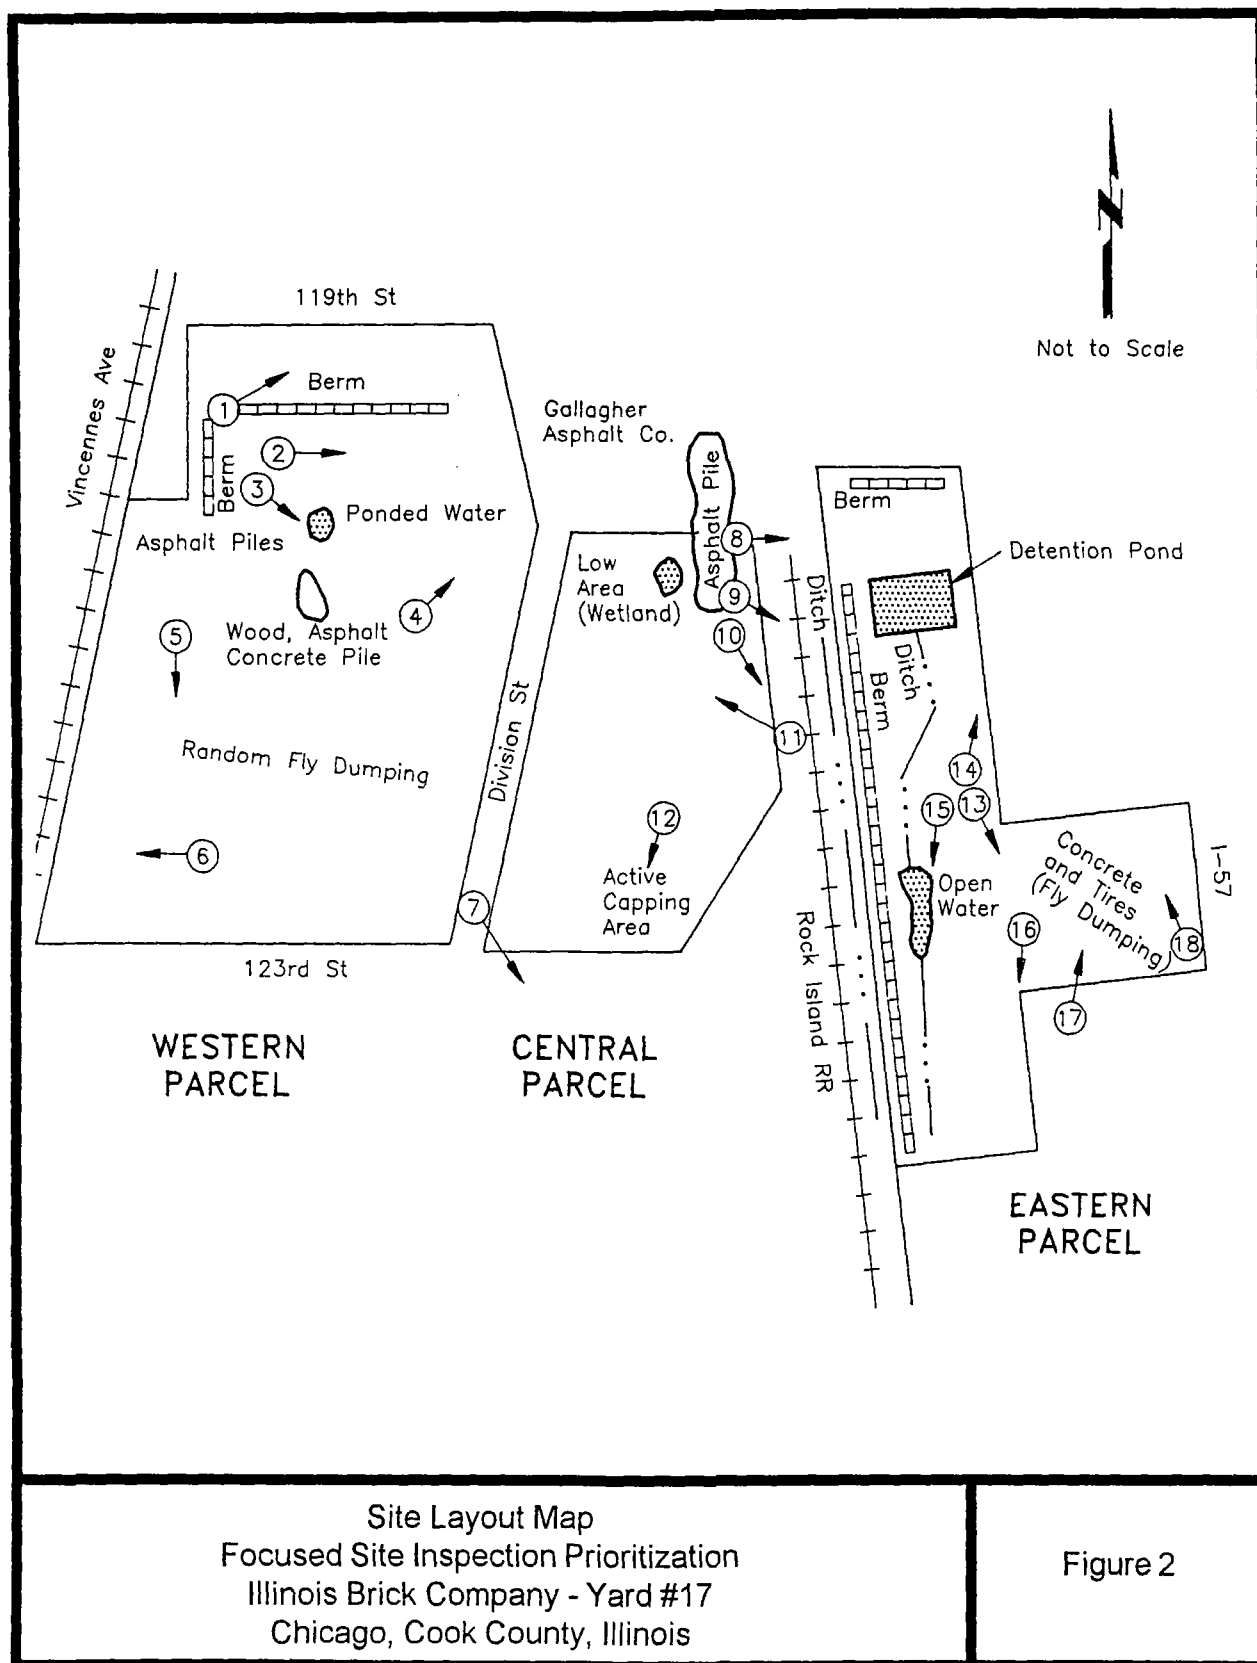 N
Not to Scale
119th St
Vincennes Ave
1
Berm
2
Berm
3
Ponded Water
Asphalt Piles
4
5
Wood, Asphalt
Concrete Pile
Random Fly Dumping
6
Division St
7
123rd St
WESTERN
PARCEL
Gallagher
Asphalt Co.
Asphalt Pile
8
Low
Area
(Wetland)
9
10
11
12
Active
Capping
Area
CENTRAL
PARCEL
Ditch
Rock Island RR
Berm
Detention Pond
Ditch
Berm
14
13
15
Open
Water
Concrete
and Tires
(Fly Dumping)
I-57
16
17
18
EASTERN
PARCEL
Site Layout Map
Focused Site Inspection Prioritization
Illinois Brick Company - Yard #17
Chicago, Cook County, Illinois
Figure 2